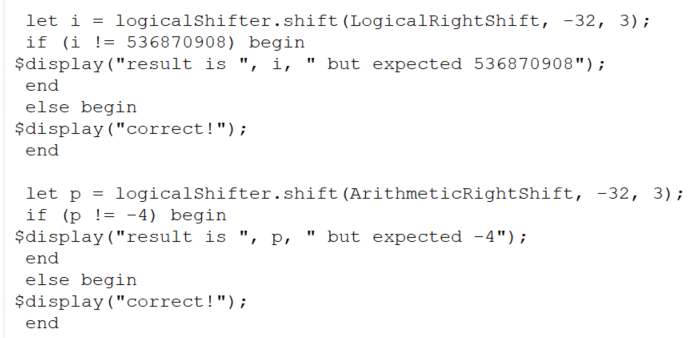 let i = logicalShifter.shift(LogicalRightShift, -32, 3);
if (i != 536870908) begin
$display("result is ", i, " but expected 536870908");
end
else begin
$display("correct!");
end

let p = logicalShifter.shift(ArithmeticRightShift, -32, 3);
if (p != -4) begin
$display("result is ", p, " but expected -4");
end
else begin
$display("correct!");
end